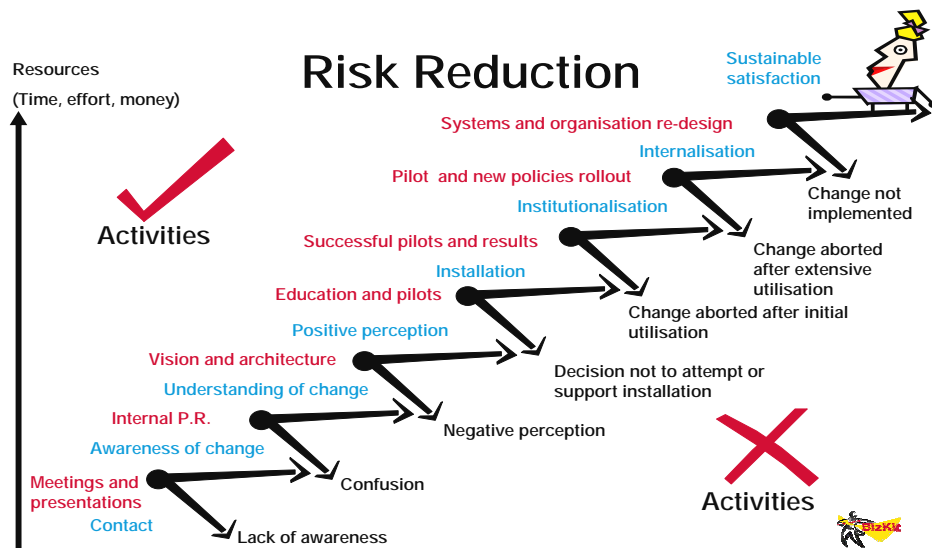 Risk Reduction
Resources
(Time, effort, money)
Sustainable
satisfaction
Systems and organisation re-design
Internalisation
Pilot and new policies rollout
Change not
implemented
Institutionalisation
Activities
Successful pilots and results
Change aborted
after extensive
utilisation
Installation
Education and pilots
Change aborted after initial
utilisation
Positive perception
Vision and architecture
Decision not to attempt or
support installation
Understanding of change
Internal P.R.
Negative perception
Awareness of change
Meetings and
presentations
Confusion
Activities
Contact
Lack of awareness
BizKit